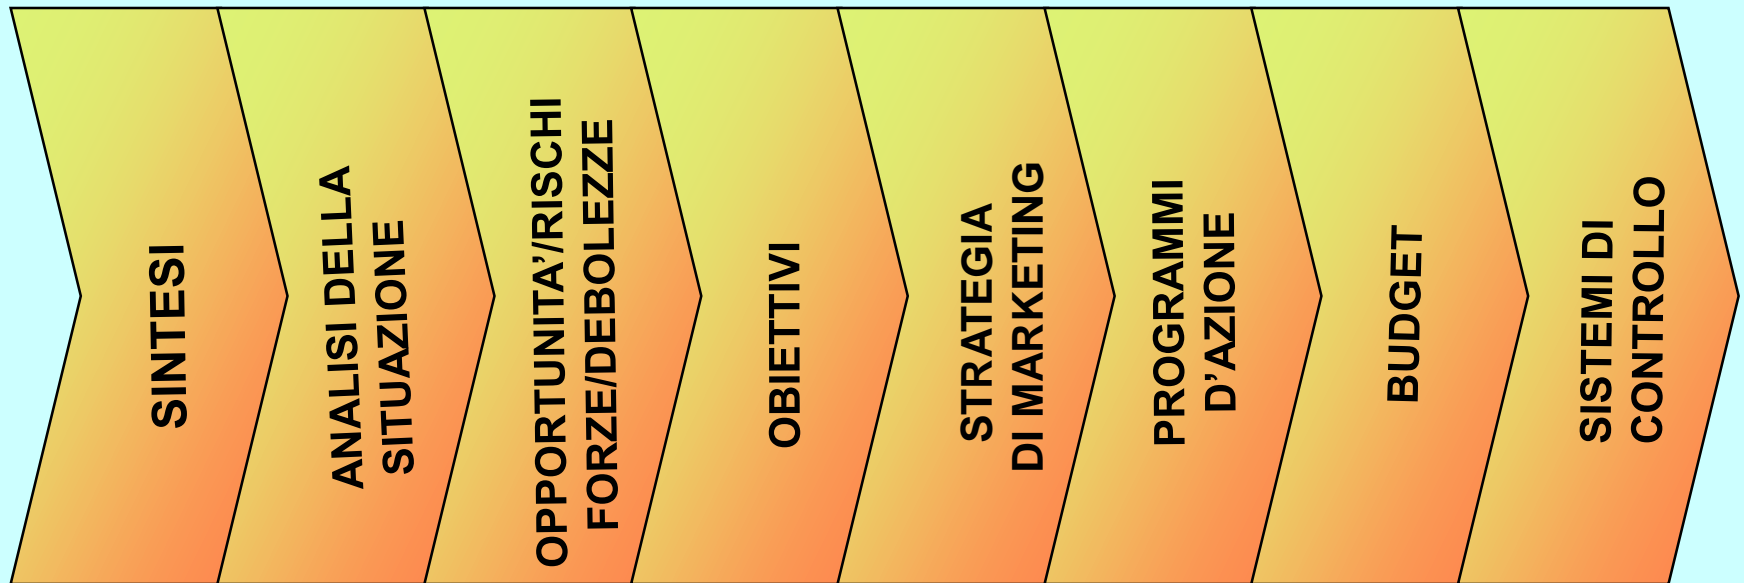 SINTESI
ANALISI DELLA
SITUAZIONE
OPPORTUNITA’/RISCHI
FORZE/DEBOLEZZE
OBIETTIVI
STRATEGIA
DI MARKETING
PROGRAMMI
D’AZIONE
BUDGET
SISTEMI DI
CONTROLLO